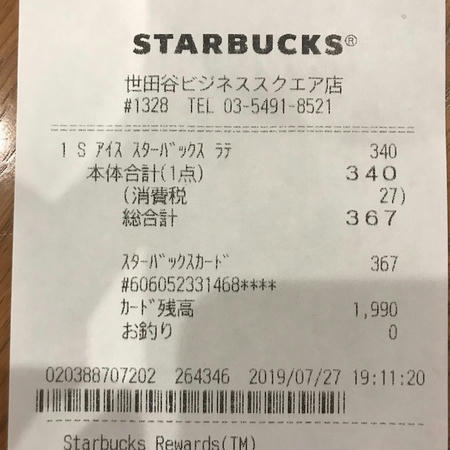 STARBUCKS®
世田谷ビジネススクエア店
#1328 TEL 03-5491-8521
1 S ｱｲｽ ｽﾀｰﾊﾞｯｸｽ ﾗﾃ 340
本体合計(1点) 340
(消費税 27)
総合計 367
ｽﾀｰﾊﾞｯｸｽｶｰﾄﾞ 367
#606052331468****
ｶｰﾄﾞ残高 1,990
お釣り 0
020388707202 264346 2019/07/27 19:11:20
Starbucks Rewards(TM)